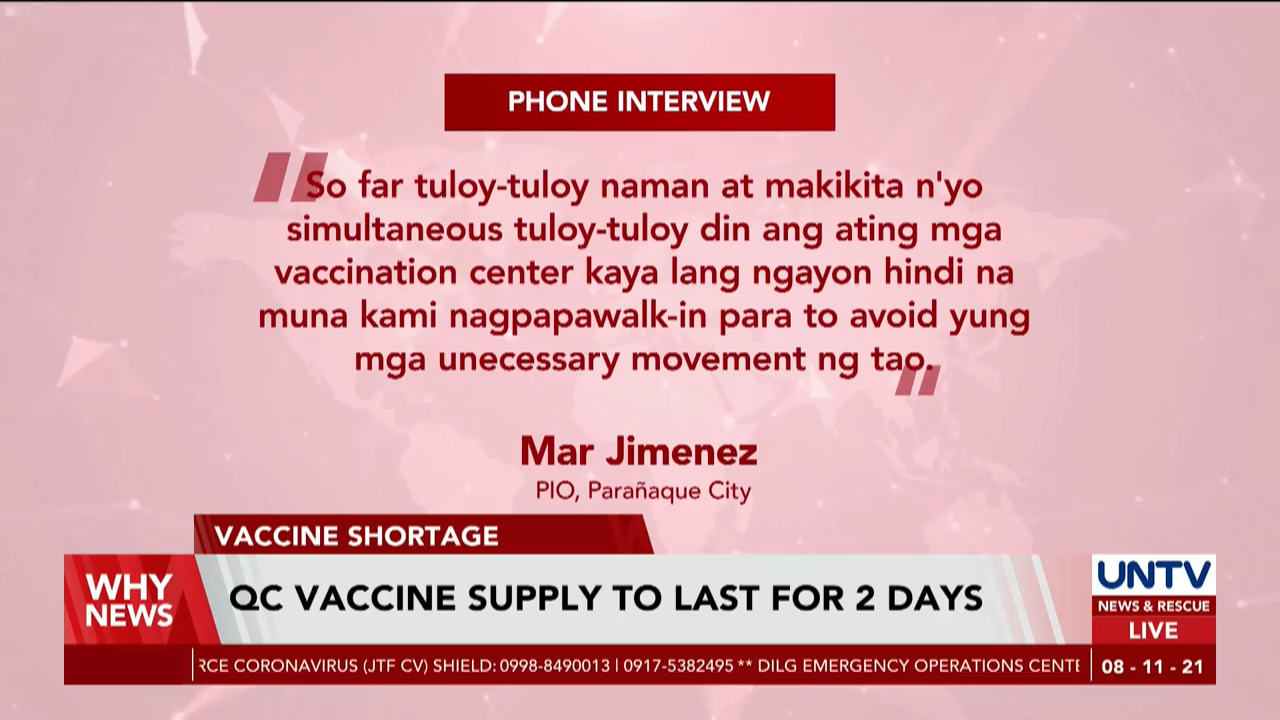 PHONE INTERVIEW
So far tuloy-tuloy naman at makikita n'yo
simultaneous tuloy-tuloy din ang ating mga
vaccination center kaya lang ngayon hindi na
muna kami nagpapawalk-in para to avoid yung
mga unecessary movement ng tao.
Mar Jimenez
PIO, Parañaque City
VACCINE SHORTAGE
WHY
NEWS
QC VACCINE SUPPLY TO LAST FOR 2 DAYS
UNTV
NEWS & RESCUE
LIVE
RCE CORONAVIRUS (JTF CV) SHIELD: 0998-8490013 | 0917-5382495 ** DILG EMERGENCY OPERATIONS CENTE
08 - 11 - 21